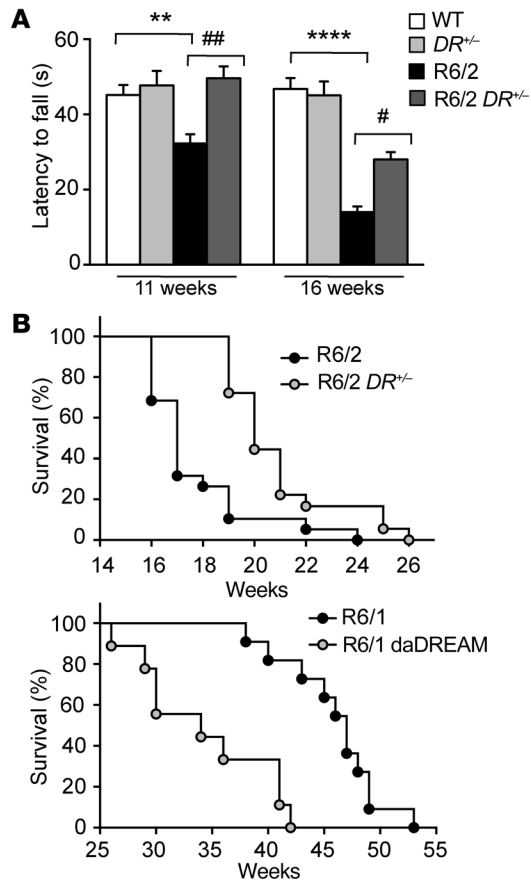 A
WT
DR+/–
R6/2
R6/2 DR+/–
** ## **** #
Latency to fall (s)
60
40
20
0
11 weeks 16 weeks
B
Survival (%)
100
80
60
40
20
0
R6/2
R6/2 DR+/–
14 16 18 20 22 24 26
Weeks
Survival (%)
100
80
60
40
20
0
R6/1
R6/1 daDREAM
25 30 35 40 45 50 55
Weeks